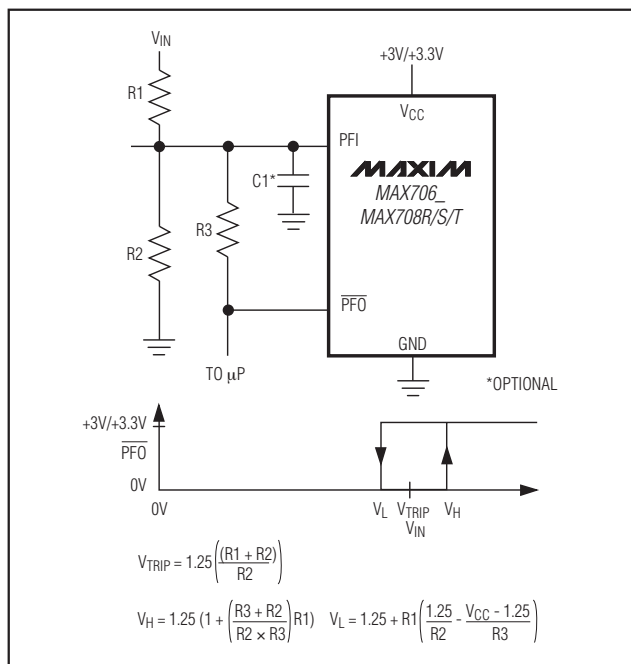 VIN
+3V/+3.3V
R1
VCC
PFI
C1*
MAXIM
MAX706_
MAX708R/S/T
R3
R2
PFO
GND
TO μP
*OPTIONAL
+3V/+3.3V
PFO
0V
0V
VL VTRIP VH
VIN
VTRIP = 1.25((R1 + R2)/R2)
VH = 1.25 (1 + ((R3 + R2)/(R2 × R3))R1) VL = 1.25 + R1(1.25/R2 - (VCC - 1.25)/R3)